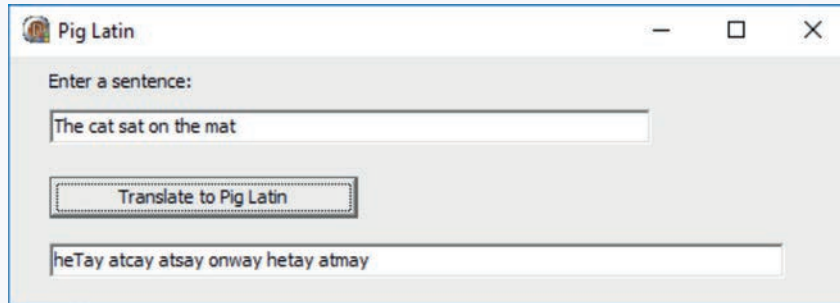 Pig Latin
Enter a sentence:
The cat sat on the mat
Translate to Pig Latin
heTay atcay atsay onway hetay atmay